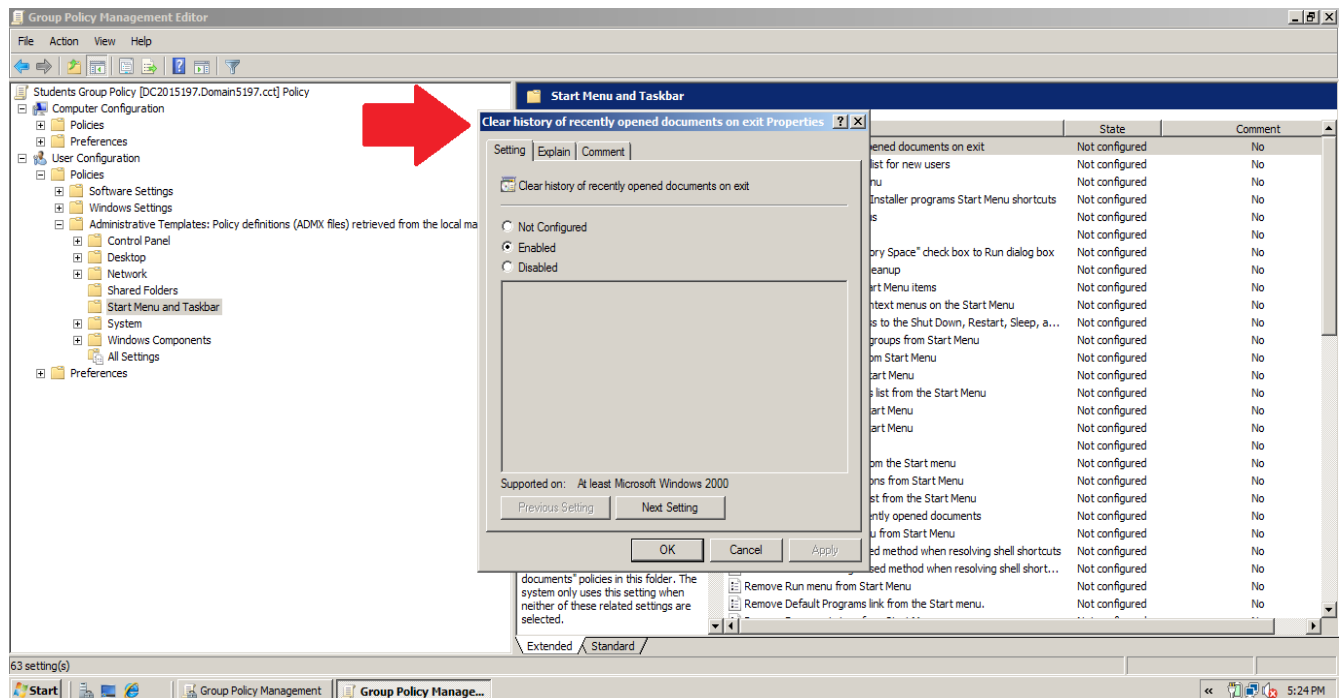 Group Policy Management Editor
File Action View Help
Students Group Policy [DC2015197.Domain5197.cct] Policy
Computer Configuration
Policies
Preferences
User Configuration
Policies
Software Settings
Windows Settings
Administrative Templates: Policy definitions (ADMX files) retrieved from the local ma
Control Panel
Desktop
Network
Shared Folders
Start Menu and Taskbar
System
Windows Components
All Settings
Preferences
Start Menu and Taskbar
Clear history of recently opened documents on exit Properties
Setting Explain Comment
Clear history of recently opened documents on exit
Not Configured
Enabled
Disabled
Supported on: At least Microsoft Windows 2000
Previous Setting Next Setting
OK Cancel Apply
documents" policies in this folder. The
system only uses this setting when
neither of these related settings are
selected.
State Comment
ened documents on exit Not configured No
list for new users Not configured No
nu Not configured No
Installer programs Start Menu shortcuts Not configured No
s Not configured No
Not configured No
ory Space" check box to Run dialog box Not configured No
eanup Not configured No
art Menu items Not configured No
ntext menus on the Start Menu Not configured No
ss to the Shut Down, Restart, Sleep, a... Not configured No
groups from Start Menu Not configured No
om Start Menu Not configured No
tart Menu Not configured No
s list from the Start Menu Not configured No
art Menu Not configured No
art Menu Not configured No
Not configured No
om the Start menu Not configured No
ons from Start Menu Not configured No
st from the Start Menu Not configured No
ently opened documents Not configured No
u from Start Menu Not configured No
ed method when resolving shell shortcuts Not configured No
sed method when resolving shell short... Not configured No
Remove Run menu from Start Menu Not configured No
Remove Default Programs link from the Start menu. Not configured No
Extended Standard
63 setting(s)
Start Group Policy Management Group Policy Manage... « 5:24 PM